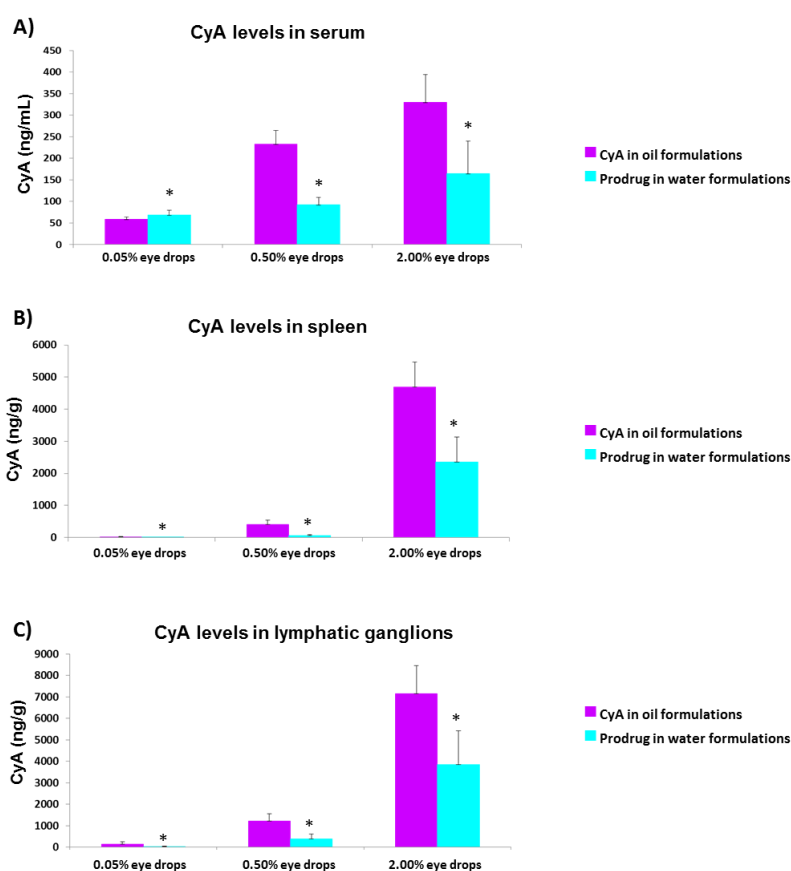 A)
CyA levels in serum
CyA (ng/mL)
450
400
350
300
250
200
150
100
50
0
*
*
*
0.05% eye drops
0.50% eye drops
2.00% eye drops
CyA in oil formulations
Prodrug in water formulations
B)
CyA levels in spleen
CyA (ng/g)
6000
5000
4000
3000
2000
1000
0
*
*
*
0.05% eye drops
0.50% eye drops
2.00% eye drops
CyA in oil formulations
Prodrug in water formulations
C)
CyA levels in lymphatic ganglions
CyA (ng/g)
9000
8000
7000
6000
5000
4000
3000
2000
1000
0
*
*
*
0.05% eye drops
0.50% eye drops
2.00% eye drops
CyA in oil formulations
Prodrug in water formulations